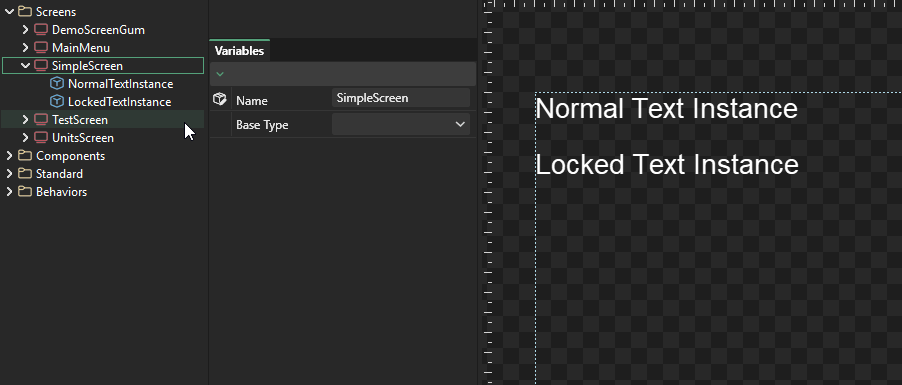 Screens
DemoScreenGum
MainMenu
SimpleScreen
NormalTextInstance
LockedTextInstance
TestScreen
UnitsScreen
Components
Standard
Behaviors
Variables
Name SimpleScreen
Base Type
Normal Text Instance
Locked Text Instance